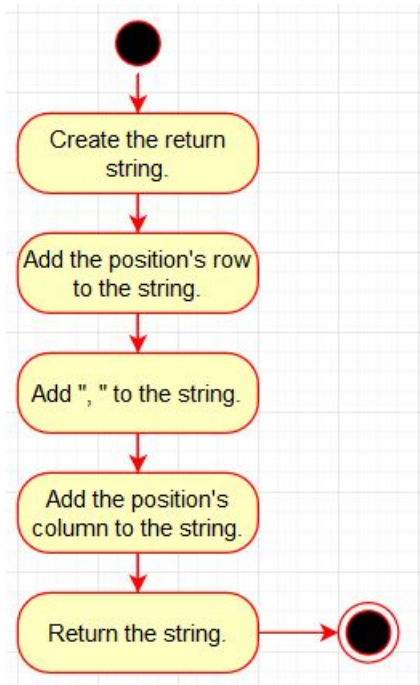 Create the return
string.
Add the position's row
to the string.
Add ", " to the string.
Add the position's
column to the string.
Return the string.